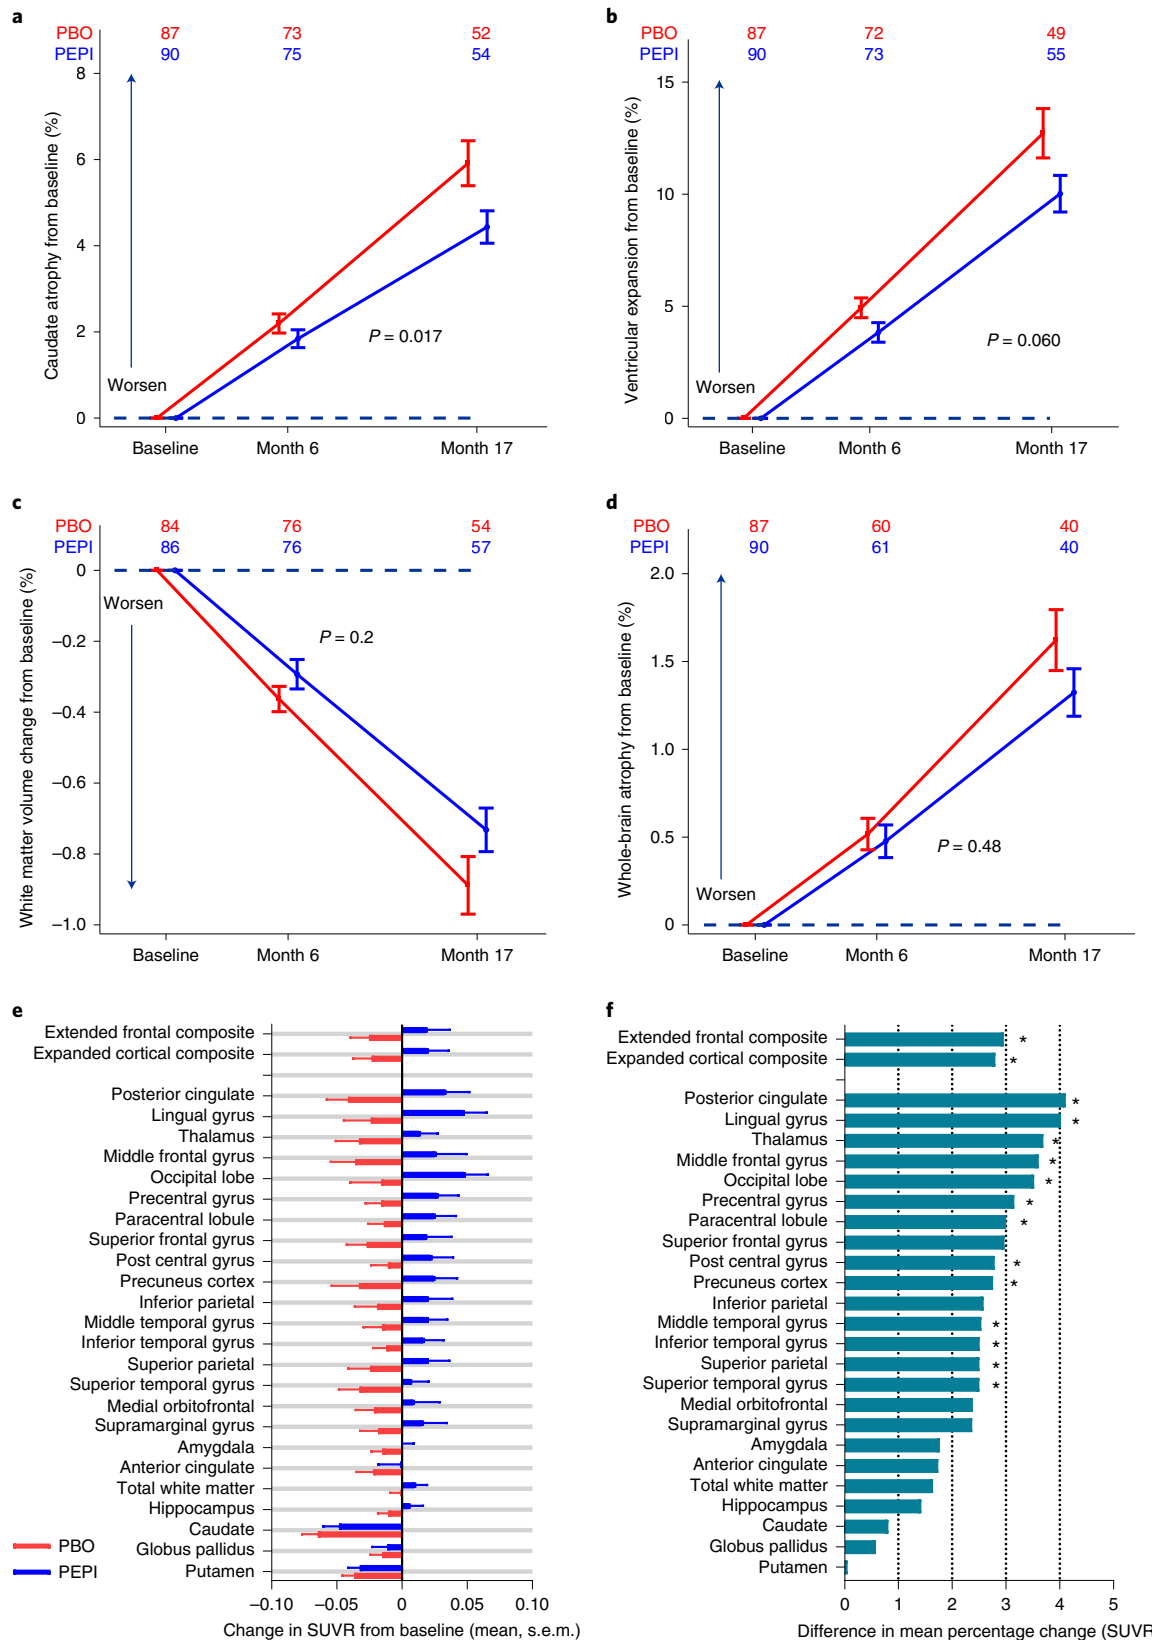 a
PBO 87 73 52
PEPI 90 75 54
8
6
4
2
0
Caudate atrophy from baseline (%)
Worsen
P = 0.017
Baseline Month 6 Month 17
b
PBO 87 72 49
PEPI 90 73 55
15
10
5
0
Ventricular expansion from baseline (%)
Worsen
P = 0.060
Baseline Month 6 Month 17
c
PBO 84 76 54
PEPI 86 76 57
0
–0.2
–0.4
–0.6
–0.8
–1.0
White matter volume change from baseline (%)
Worsen
P = 0.2
Baseline Month 6 Month 17
d
PBO 87 60 40
PEPI 90 61 40
2.0
1.5
1.0
0.5
0
Whole-brain atrophy from baseline (%)
Worsen
P = 0.48
Baseline Month 6 Month 17
e
Extended frontal composite
Expanded cortical composite
Posterior cingulate
Lingual gyrus
Thalamus
Middle frontal gyrus
Occipital lobe
Precentral gyrus
Paracentral lobule
Superior frontal gyrus
Post central gyrus
Precuneus cortex
Inferior parietal
Middle temporal gyrus
Inferior temporal gyrus
Superior parietal
Superior temporal gyrus
Medial orbitofrontal
Supramarginal gyrus
Amygdala
Anterior cingulate
Total white matter
Hippocampus
Caudate
Globus pallidus
Putamen
PBO
PEPI
–0.10 –0.05 0 0.05 0.10
Change in SUVR from baseline (mean, s.e.m.)
f
Extended frontal composite *
Expanded cortical composite *
Posterior cingulate *
Lingual gyrus *
Thalamus *
Middle frontal gyrus *
Occipital lobe *
Precentral gyrus *
Paracentral lobule *
Superior frontal gyrus
Post central gyrus *
Precuneus cortex *
Inferior parietal
Middle temporal gyrus *
Inferior temporal gyrus *
Superior parietal *
Superior temporal gyrus *
Medial orbitofrontal
Supramarginal gyrus
Amygdala
Anterior cingulate
Total white matter
Hippocampus
Caudate
Globus pallidus
Putamen
0 1 2 3 4 5
Difference in mean percentage change (SUVR